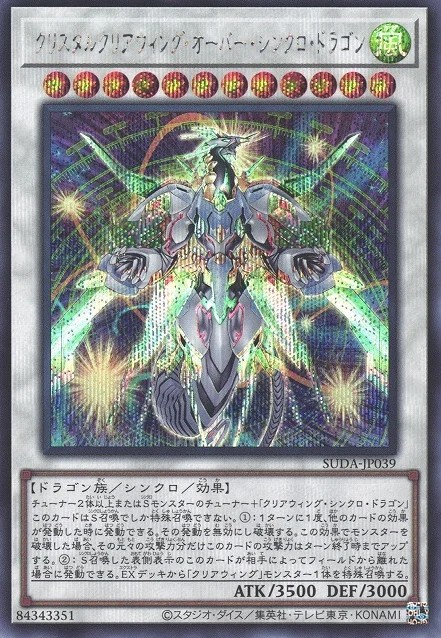 クリスタルクリアウィング・オーバー・シンクロ・ドラゴン
風
SUDA-JP039
【ドラゴン族／シンクロ／効果】
チューナー2体以上またはSモンスターのチューナー＋「クリアウィング・シンクロ・ドラゴン」
このカードはS召喚でしか特殊召喚できない。①：1ターンに1度、他のカードの効果
が発動した時に発動できる。その発動を無効にし破壊する。この効果でモンスターを
破壊した場合、その元々の攻撃力分だけこのカードの攻撃力はターン終了時までアップ
する。②：S召喚した表側表示のこのカードが相手によってフィールドから離れた
場合に発動できる。EXデッキから「クリアウィング」モンスター1体を特殊召喚する。
ATK/3500 DEF/3000
84343351
©スタジオ・ダイス／集英社・テレビ東京・KONAMI